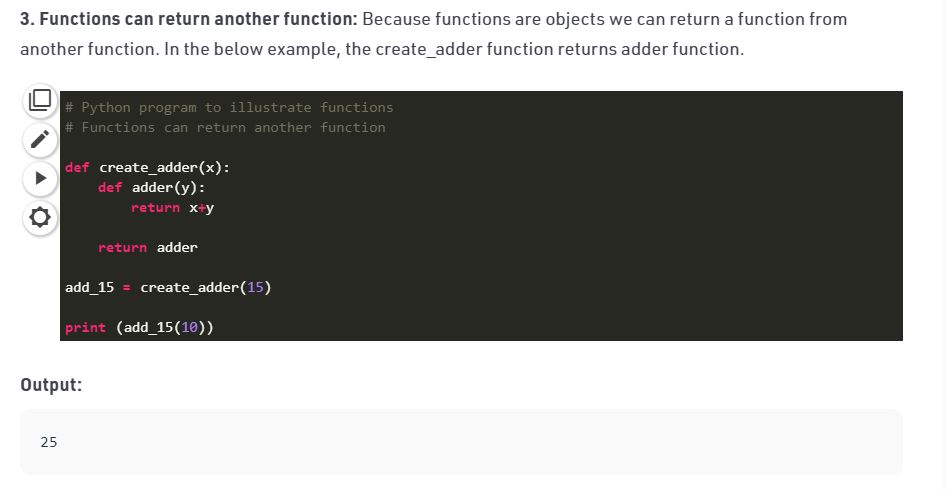 3. Functions can return another function: Because functions are objects we can return a function from
another function. In the below example, the create_adder function returns adder function.
# Python program to illustrate functions
# Functions can return another function
def create_adder(x):
    def adder(y):
        return x+y
    return adder
add_15 = create_adder(15)
print (add_15(10))
Output:
25